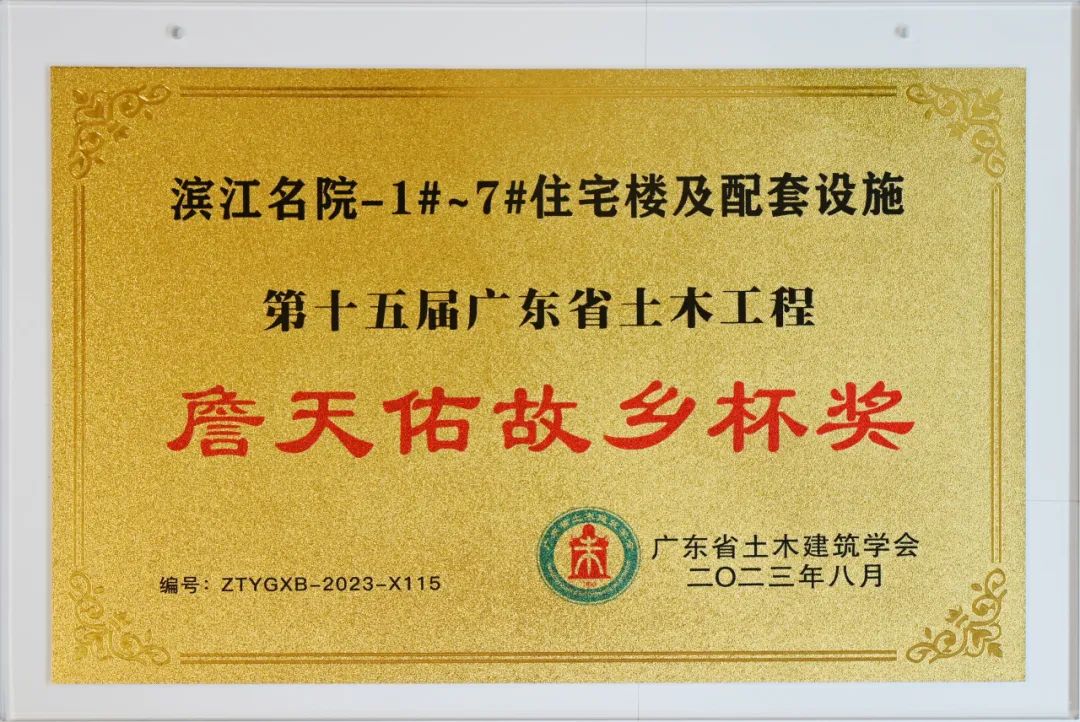 滨江名院-1#~7#住宅楼及配套设施
第十五届广东省土木工程
詹天佑故乡杯奖
广东省土木建筑学会
二〇二三年八月
编号：ZTYGXB-2023-X115